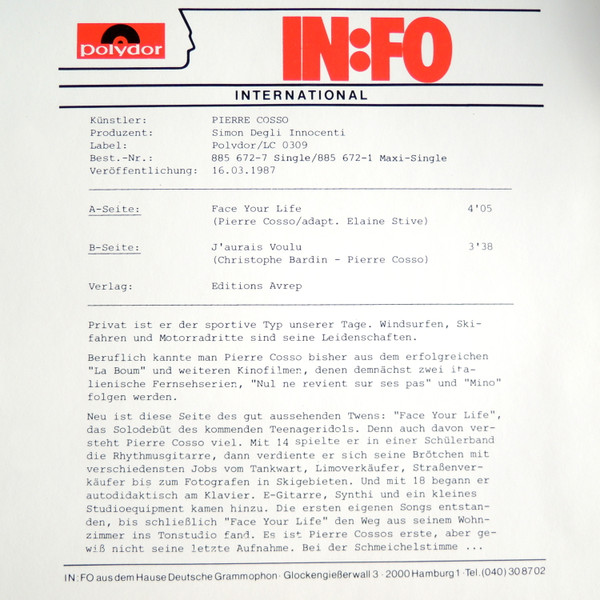 polydor
IN:FO
INTERNATIONAL
Künstler: PIERRE COSSO
Produzent: Simon Degli Innocenti
Label: Polydor/LC 0309
Best.-Nr.: 885 672-7 Single/885 672-1 Maxi-Single
Veröffentlichung: 16.03.1987
A-Seite: Face Your Life 4'05
(Pierre Cosso/adapt. Elaine Stive)
B-Seite: J'aurais Voulu 3'38
(Christophe Bardin - Pierre Cosso)
Verlag: Editions Avrep
Privat ist er der sportive Typ unserer Tage. Windsurfen, Ski-
fahren und Motorradritte sind seine Leidenschaften.
Beruflich kannte man Pierre Cosso bisher aus dem erfolgreichen
"La Boum" und weiteren Kinofilmen, denen demnächst zwei ita-
lienische Fernsehserien, "Nul ne revient sur ses pas" und "Mino"
folgen werden.
Neu ist diese Seite des gut aussehenden Twens: "Face Your Life",
das Solodebüt des kommenden Teenageridols. Denn auch davon ver-
steht Pierre Cosso viel. Mit 14 spielte er in einer Schülerband
die Rhythmusgitarre, dann verdiente er sich seine Brötchen mit
verschiedensten Jobs vom Tankwart, Limoverkäufer, Straßenver-
käufer bis zum Fotografen in Skigebieten. Und mit 18 begann er
autodidaktisch am Klavier. E-Gitarre, Synthi und ein kleines
Studioequipment kamen hinzu. Die ersten eigenen Songs entstan-
den, bis schließlich "Face Your Life" den Weg aus seinem Wohn-
zimmer ins Tonstudio fand. Es ist Pierre Cossos erste, aber ge-
wiß nicht seine letzte Aufnahme. Bei der Schmeichelstimme ...
IN:FO aus dem Hause Deutsche Grammophon · Glockengießerwall 3 · 2000 Hamburg 1 · Tel. (040) 30 87 02